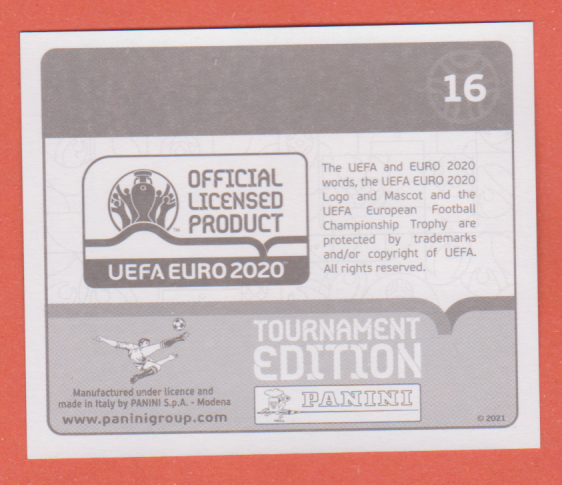 16
OFFICIAL
LICENSED
PRODUCT
™
UEFA EURO 2020™
The UEFA and EURO 2020
words, the UEFA EURO 2020
Logo and Mascot and the
UEFA European Football
Championship Trophy are
protected by trademarks
and/or copyright of UEFA.
All rights reserved.
TOURNAMENT
EDITION
Manufactured under licence and
made in Italy by PANINI S.p.A. - Modena
www.paninigroup.com
PANINI
© 2021